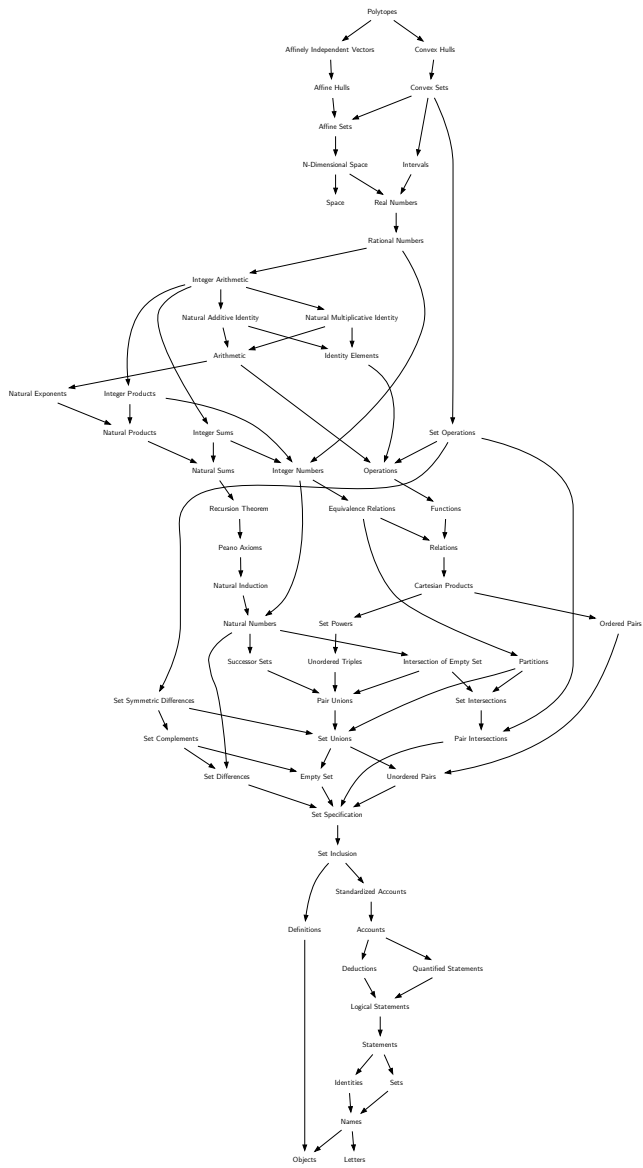 Polytopes
Affinely Independent Vectors
Convex Hulls
Affine Hulls
Convex Sets
Affine Sets
N-Dimensional Space
Intervals
Space
Real Numbers
Rational Numbers
Integer Arithmetic
Natural Additive Identity
Natural Multiplicative Identity
Arithmetic
Identity Elements
Natural Exponents
Integer Products
Natural Products
Integer Sums
Set Operations
Natural Sums
Integer Numbers
Operations
Recursion Theorem
Equivalence Relations
Functions
Peano Axioms
Relations
Natural Induction
Cartesian Products
Natural Numbers
Set Powers
Ordered Pairs
Successor Sets
Unordered Triples
Intersection of Empty Set
Partitions
Set Symmetric Differences
Pair Unions
Set Intersections
Set Complements
Set Unions
Pair Intersections
Set Differences
Empty Set
Unordered Pairs
Set Specification
Set Inclusion
Standardized Accounts
Definitions
Accounts
Deductions
Quantified Statements
Logical Statements
Statements
Identities
Sets
Names
Objects
Letters